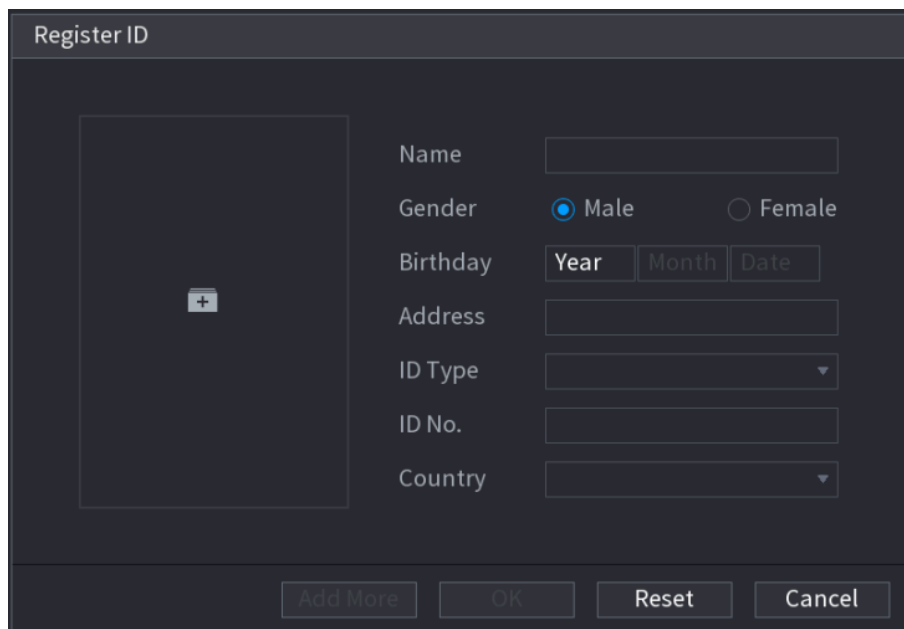 Register ID
Name
Gender Male Female
Birthday Year Month Date
Address
ID Type
ID No.
Country
Add More OK Reset Cancel